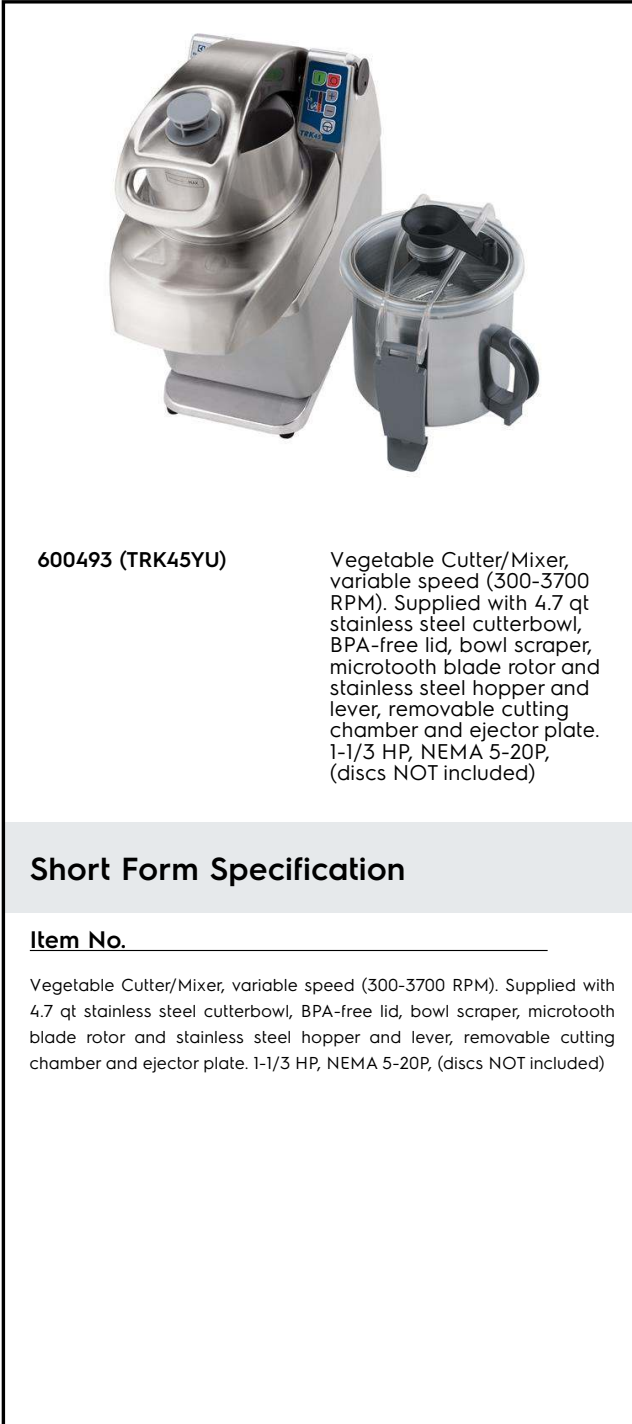 TRK45
MAX
600493 (TRK45YU)
Vegetable Cutter/Mixer,
variable speed (300-3700
RPM). Supplied with 4.7 qt
stainless steel cutterbowl,
BPA-free lid, bowl scraper,
microtooth blade rotor and
stainless steel hopper and
lever, removable cutting
chamber and ejector plate.
1-1/3 HP, NEMA 5-20P,
(discs NOT included)
Short Form Specification
Item No.
Vegetable Cutter/Mixer, variable speed (300-3700 RPM). Supplied with
4.7 qt stainless steel cutterbowl, BPA-free lid, bowl scraper, microtooth
blade rotor and stainless steel hopper and lever, removable cutting
chamber and ejector plate. 1-1/3 HP, NEMA 5-20P, (discs NOT included)